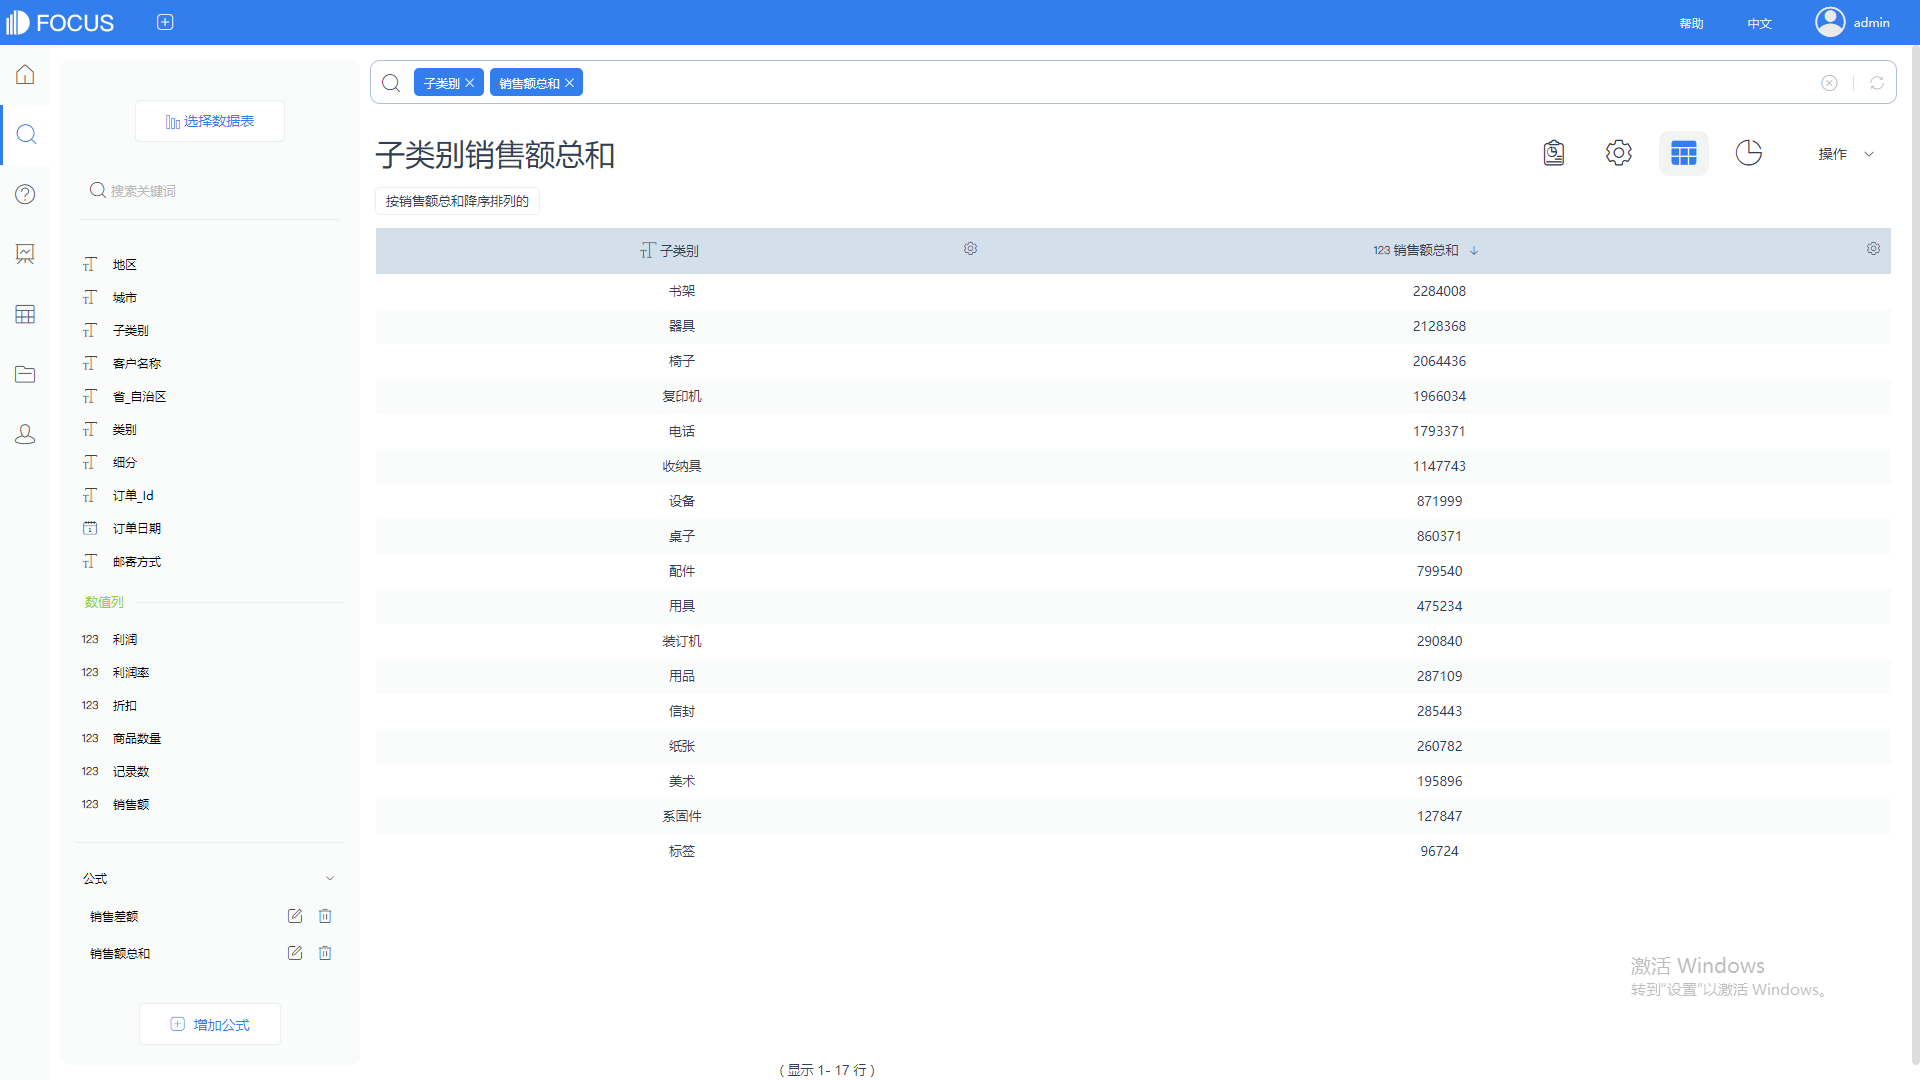 FOCUS
帮助
中文
admin
子类别
销售额总和
选择数据表
搜索关键词
地区
城市
子类别
客户名称
省_自治区
类别
细分
订单_Id
订单日期
邮寄方式
数值列
123 利润
123 利润率
123 折扣
123 商品数量
123 记录数
123 销售额
公式
销售差额
销售额总和
增加公式
子类别销售额总和
操作
按销售额总和降序排列的
子类别 123 销售额总和
书架 2284008
器具 2128368
椅子 2064436
复印机 1966034
电话 1793371
收纳具 1147743
设备 871999
桌子 860371
配件 799540
用具 475234
装订机 290840
用品 287109
信封 285443
纸张 260782
美术 195896
系固件 127847
标签 96724
激活 Windows
转到“设置”以激活 Windows。
( 显示 1- 17 行 )